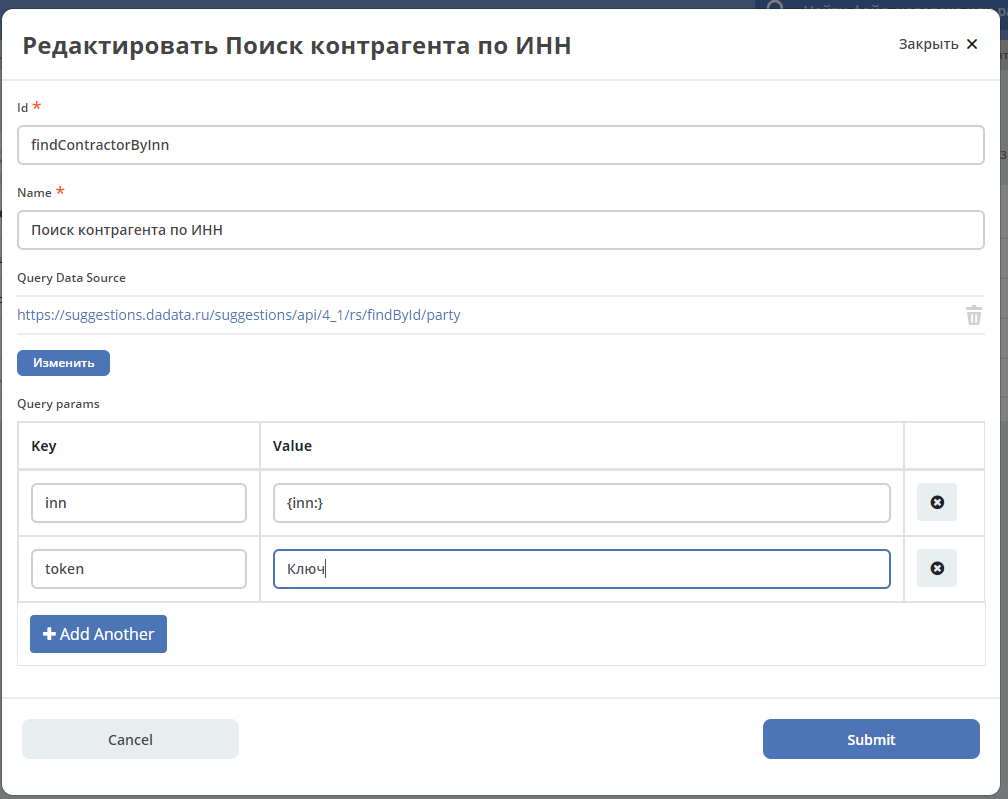 Редактировать Поиск контрагента по ИНН
Закрыть ✕
Id *
findContractorByInn
Name *
Поиск контрагента по ИНН
Query Data Source
https://suggestions.dadata.ru/suggestions/api/4_1/rs/findById/party
Изменить
Query params
Key Value
inn {inn:}
token Ключ
Add Another
Cancel Submit